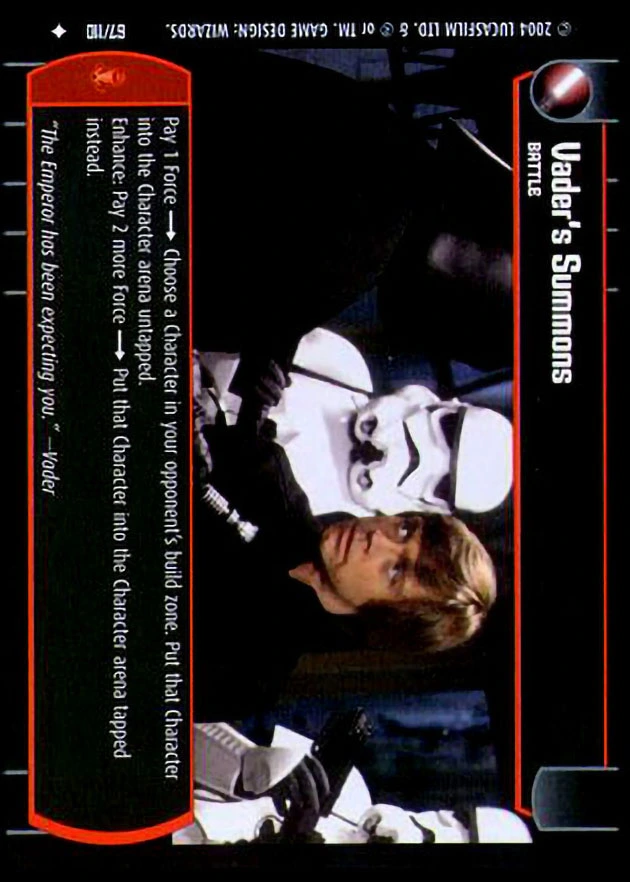 Vader's Summons
BATTLE
Pay 1 Force → Choose a Character in your opponent's build zone. Put that Character
into the Character arena untapped.
Enhance: Pay 2 more Force → Put that Character into the Character arena tapped
instead.
"The Emperor has been expecting you." –Vader
© 2004 LUCASFILM LTD. & ® or TM. GAME DESIGN: WIZARDS.
67/110